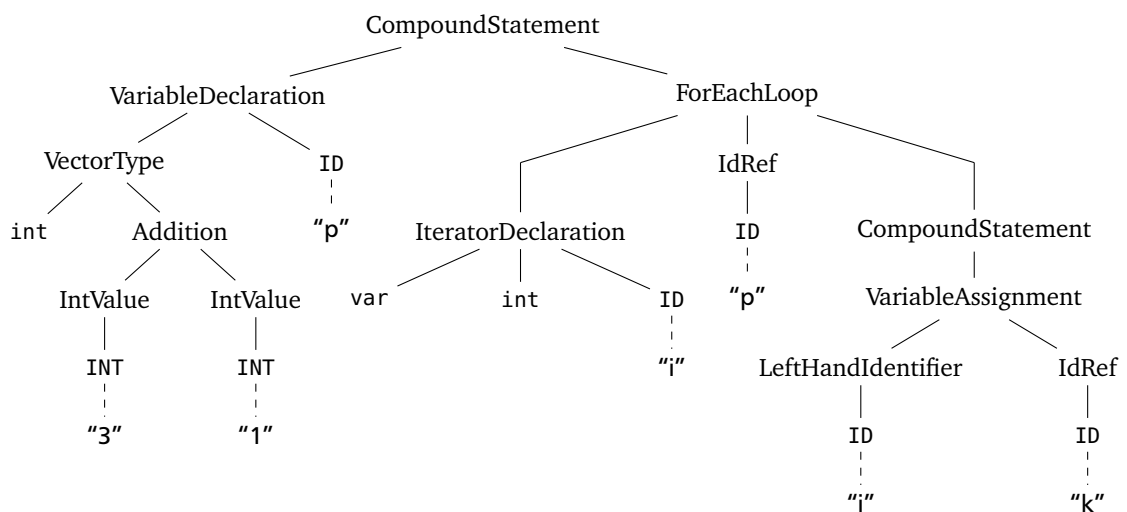 CompoundStatement
VariableDeclaration ForEachLoop
VectorType ID IdRef
int Addition “p” IteratorDeclaration ID CompoundStatement
IntValue IntValue var int ID “p” VariableAssignment
INT INT “i” LeftHandIdentifier IdRef
“3” “1” ID ID
“i” “k”